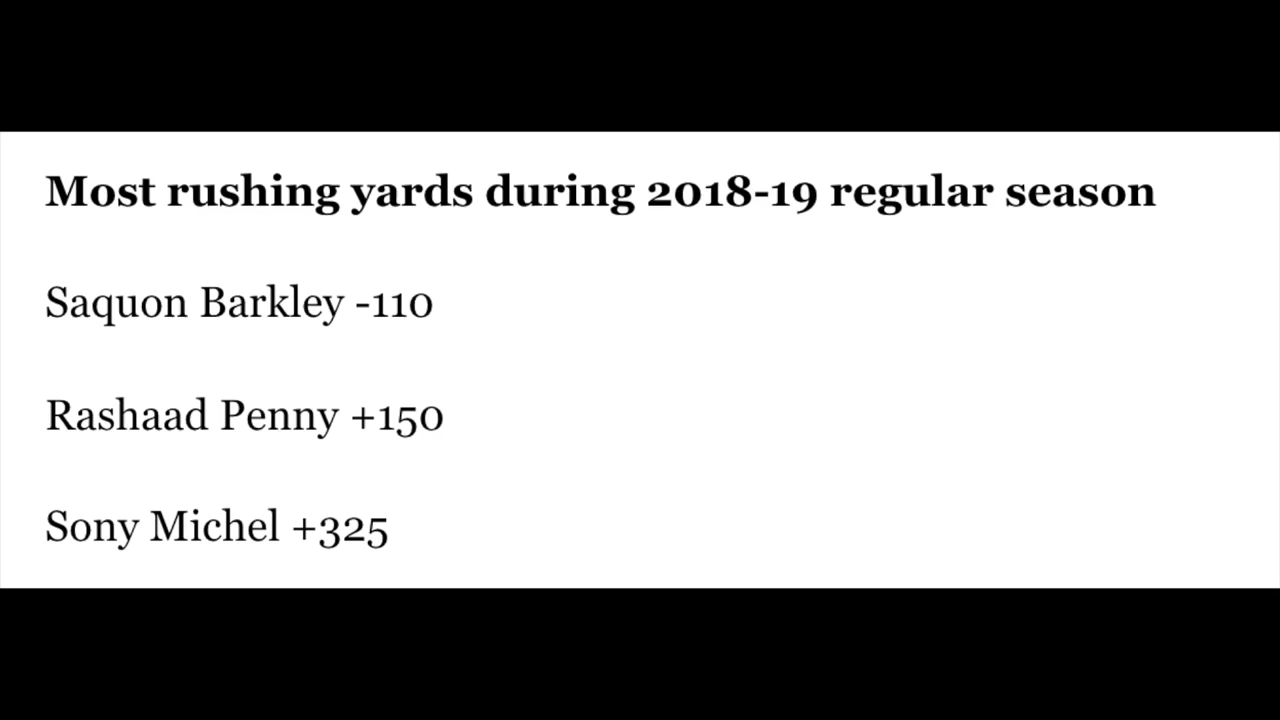 Most rushing yards during 2018-19 regular season
Saquon Barkley -110
Rashaad Penny +150
Sony Michel +325